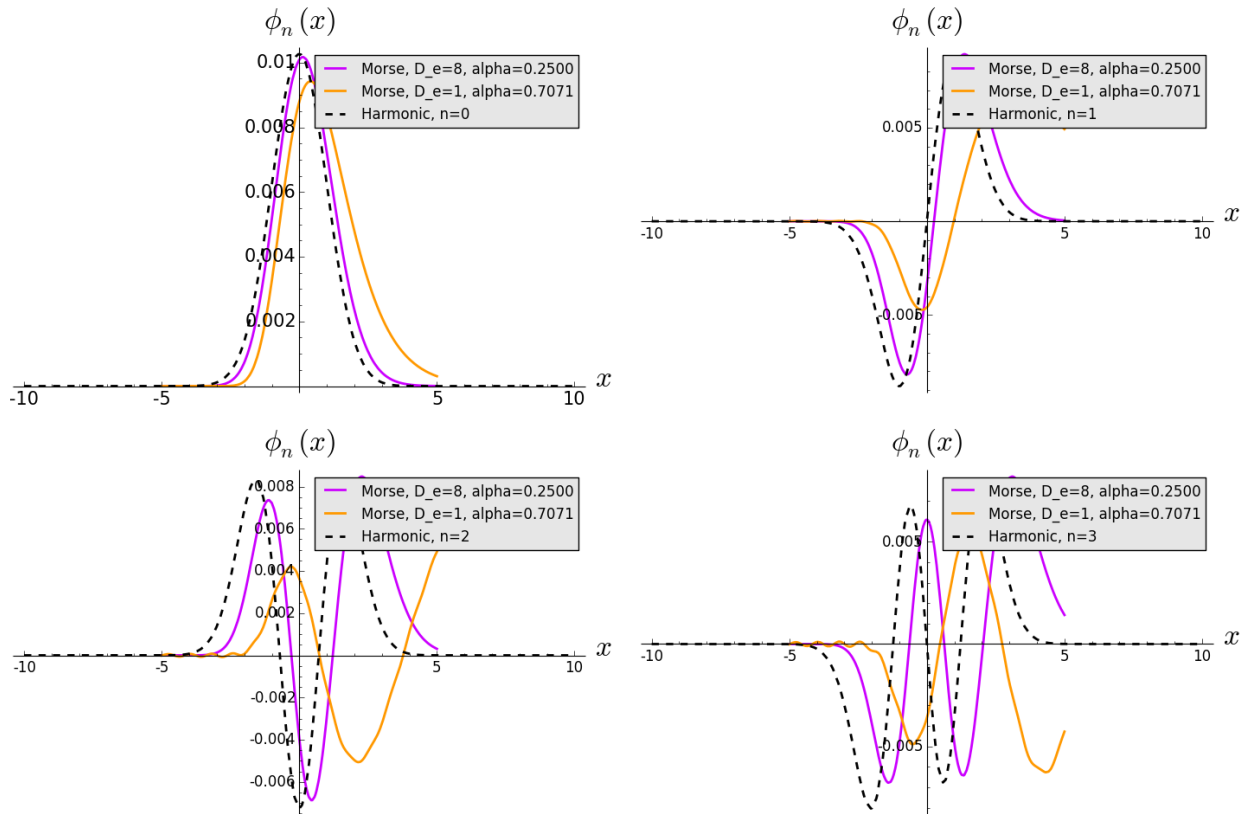 ϕₙ(x)
0.010
Morse, D_e=8, alpha=0.2500
Morse, D_e=1, alpha=0.7071
Harmonic, n=0
0.008
0.006
0.004
0.002
x
-10
-5
5
10
ϕₙ(x)
Morse, D_e=8, alpha=0.2500
Morse, D_e=1, alpha=0.7071
Harmonic, n=1
0.005
x
-10
-5
5
10
-0.005
ϕₙ(x)
0.008
Morse, D_e=8, alpha=0.2500
Morse, D_e=1, alpha=0.7071
Harmonic, n=2
0.006
0.004
0.002
x
-10
-5
5
10
-0.002
-0.004
-0.006
ϕₙ(x)
Morse, D_e=8, alpha=0.2500
Morse, D_e=1, alpha=0.7071
0.005
Harmonic, n=3
x
-10
-5
5
10
-0.005